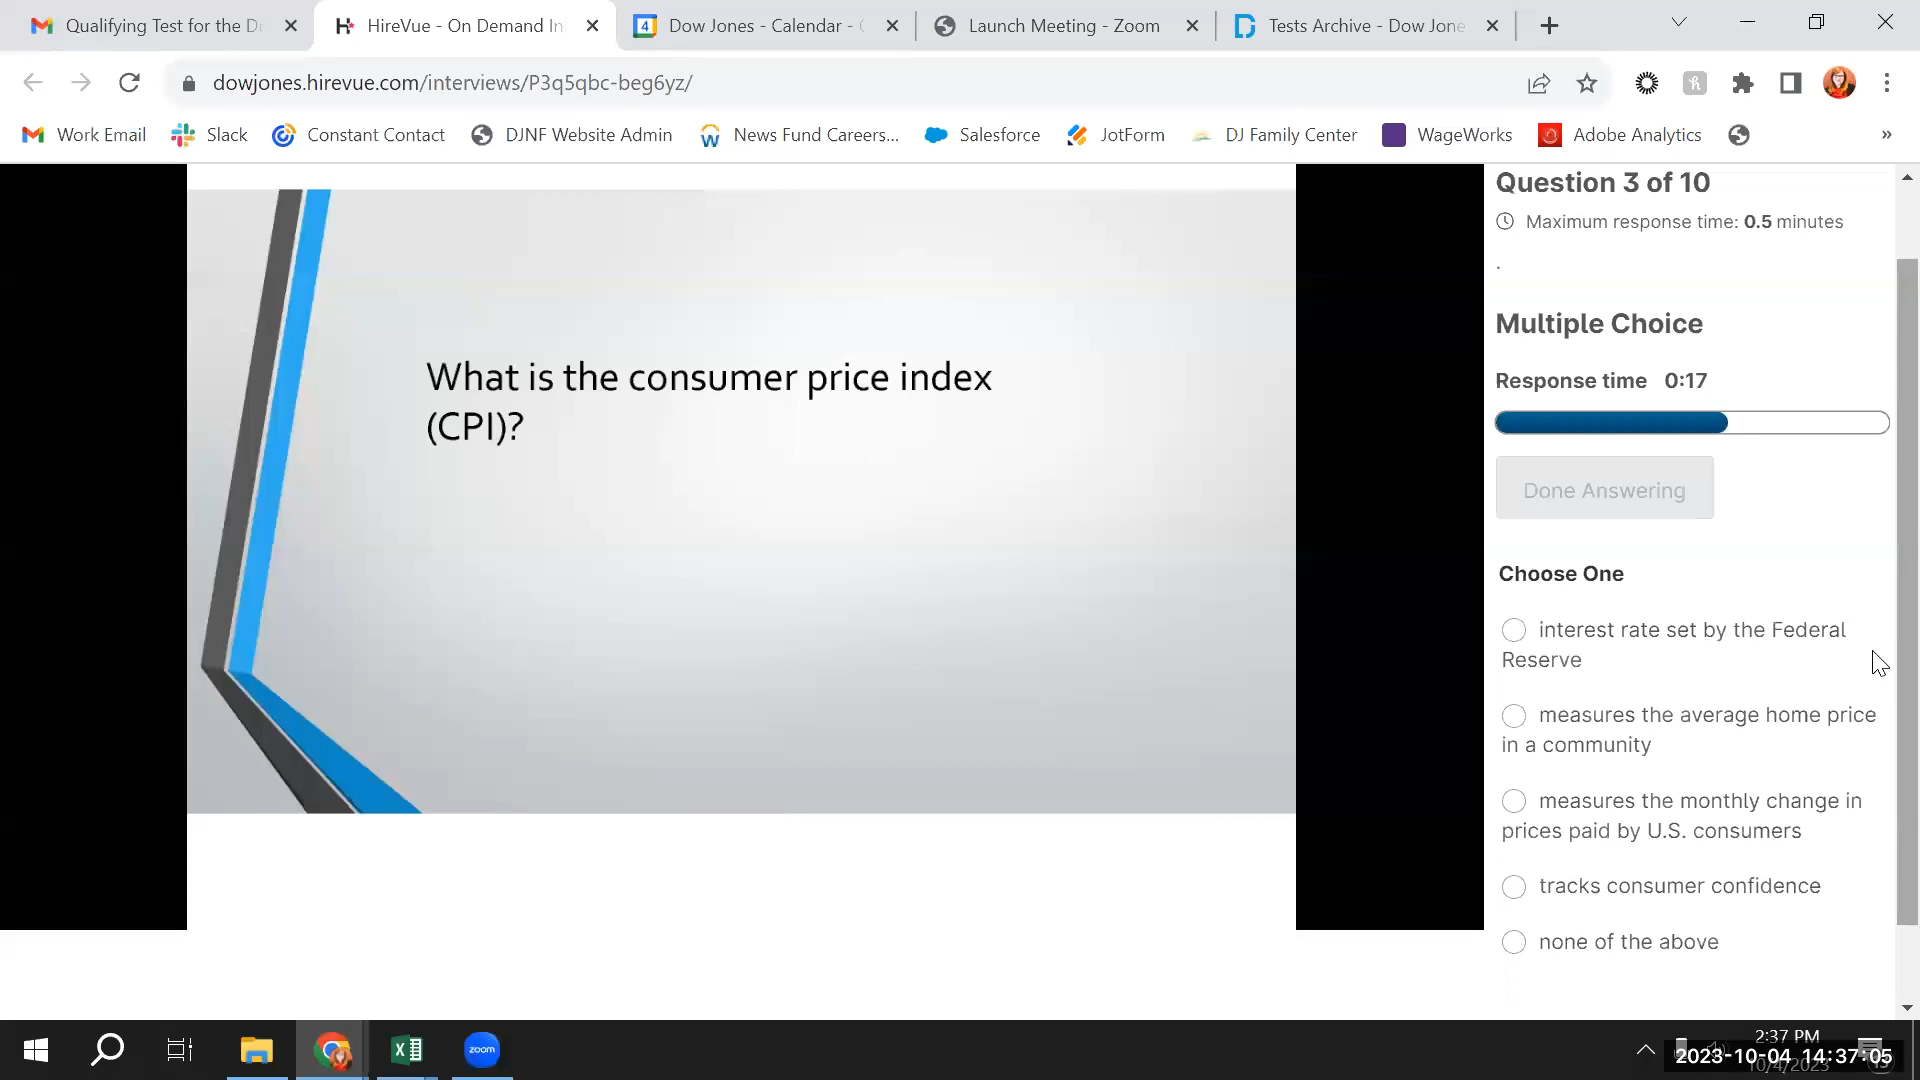 Qualifying Test for the D
HireVue - On Demand In
4
Dow Jones - Calendar -
Launch Meeting - Zoom
Tests Archive - Dow Jone
dowjones.hirevue.com/interviews/P3q5qbc-beg6yz/
Work Email
Slack
Constant Contact
DJNF Website Admin
News Fund Careers...
Salesforce
JotForm
DJ Family Center
WageWorks
Adobe Analytics
»
What is the consumer price index
(CPI)?
Question 3 of 10
Maximum response time: 0.5 minutes
.
Multiple Choice
Response time 0:17
Done Answering
Choose One
interest rate set by the Federal
Reserve
measures the average home price
in a community
measures the monthly change in
prices paid by U.S. consumers
tracks consumer confidence
none of the above
zoom
2:37 PM
2023-10-04 14:37:05
10/4/2023